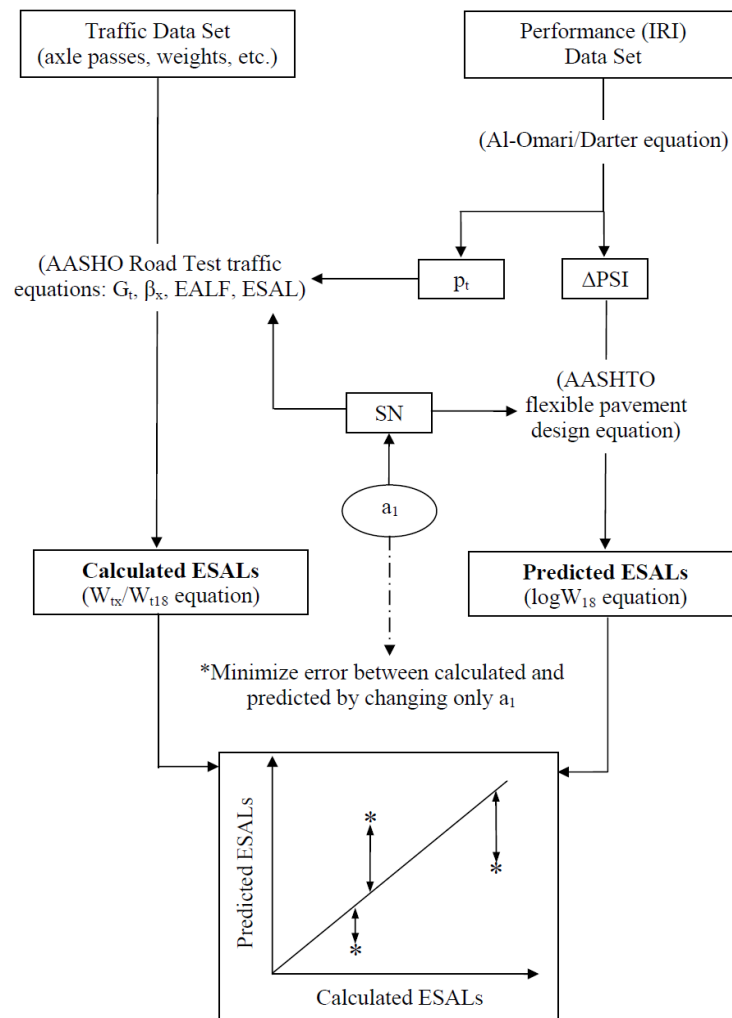 Traffic Data Set
(axle passes, weights, etc.)
Performance (IRI)
Data Set
(Al-Omari/Darter equation)
(AASHO Road Test traffic
equations: Gₜ, βₓ, EALF, ESAL)
pₜ
ΔPSI
(AASHTO
flexible pavement
design equation)
SN
a₁
Calculated ESALs
(Wₜₓ/Wₜ₁₈ equation)
Predicted ESALs
(logW₁₈ equation)
*Minimize error between calculated and
predicted by changing only a₁
Predicted ESALs
*
*
*
Calculated ESALs